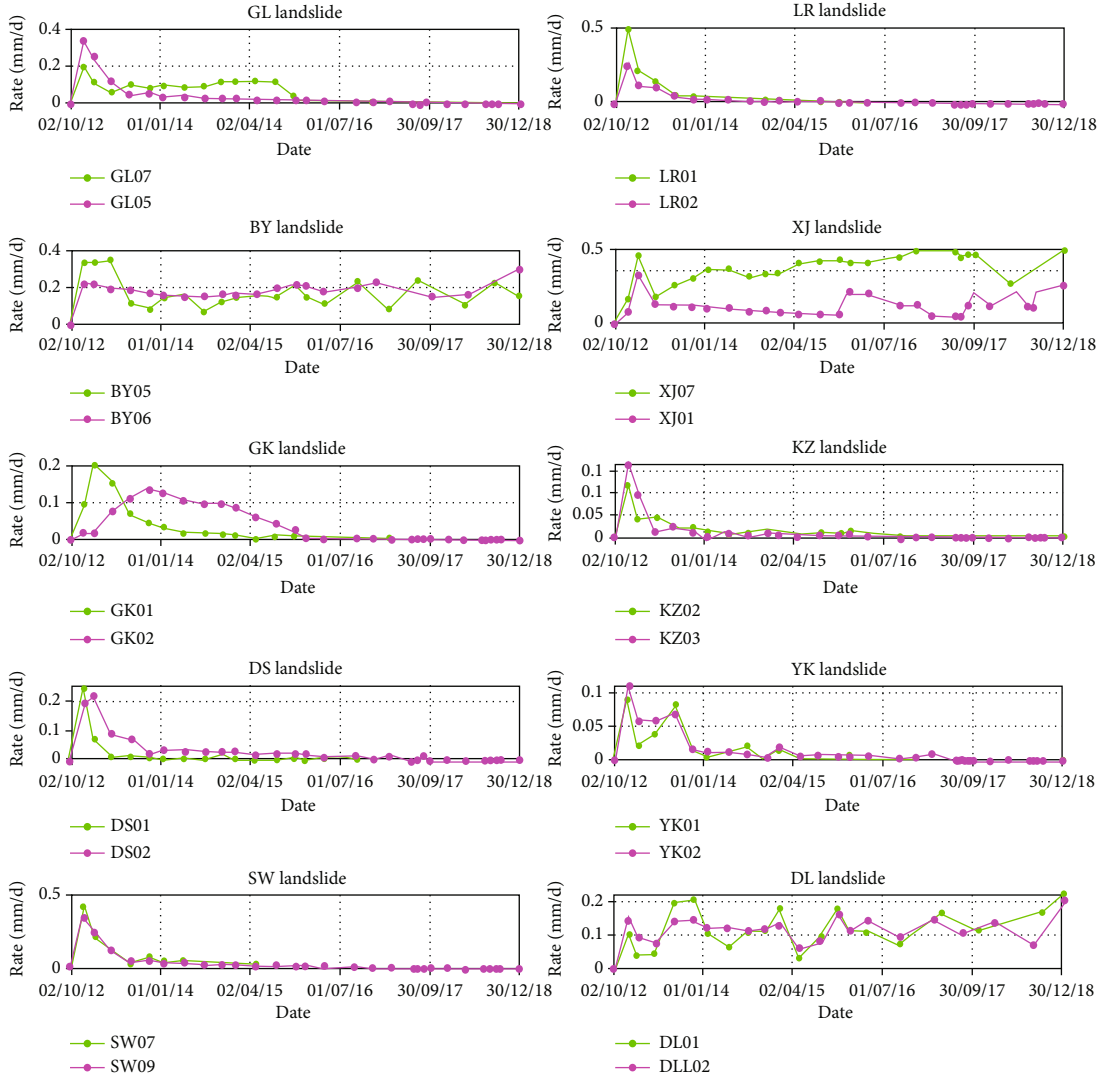 GL landslide
Rate (mm/d)
0.4
0.2
0
02/10/12 01/01/14 02/04/15 01/07/16 30/09/17 30/12/18
Date
GL07
GL05
LR landslide
Rate (mm/d)
0.5
0
02/10/12 01/01/14 02/04/15 01/07/16 30/09/17 30/12/18
Date
LR01
LR02
BY landslide
Rate (mm/d)
0.4
0.2
0
02/10/12 01/01/14 02/04/15 01/07/16 30/09/17 30/12/18
Date
BY05
BY06
XJ landslide
Rate (mm/d)
0.5
0
02/10/12 01/01/14 02/04/15 01/07/16 30/09/17 30/12/18
Date
XJ07
XJ01
GK landslide
Rate (mm/d)
0.2
0.1
0
02/10/12 01/01/14 02/04/15 01/07/16 30/09/17 30/12/18
Date
GK01
GK02
KZ landslide
Rate (mm/d)
0.1
0.1
0.05
0
02/10/12 01/01/14 02/04/15 01/07/16 30/09/17 30/12/18
Date
KZ02
KZ03
DS landslide
Rate (mm/d)
0.2
0.1
0
02/10/12 01/01/14 02/04/15 01/07/16 30/09/17 30/12/18
Date
DS01
DS02
YK landslide
Rate (mm/d)
0.1
0.05
0
02/10/12 01/01/14 02/04/15 01/07/16 30/09/17 30/12/18
Date
YK01
YK02
SW landslide
Rate (mm/d)
0.5
0
02/10/12 01/01/14 02/04/15 01/07/16 30/09/17 30/12/18
Date
SW07
SW09
DL landslide
Rate (mm/d)
0.2
0.1
0
02/10/12 01/01/14 02/04/15 01/07/16 30/09/17 30/12/18
Date
DL01
DLL02